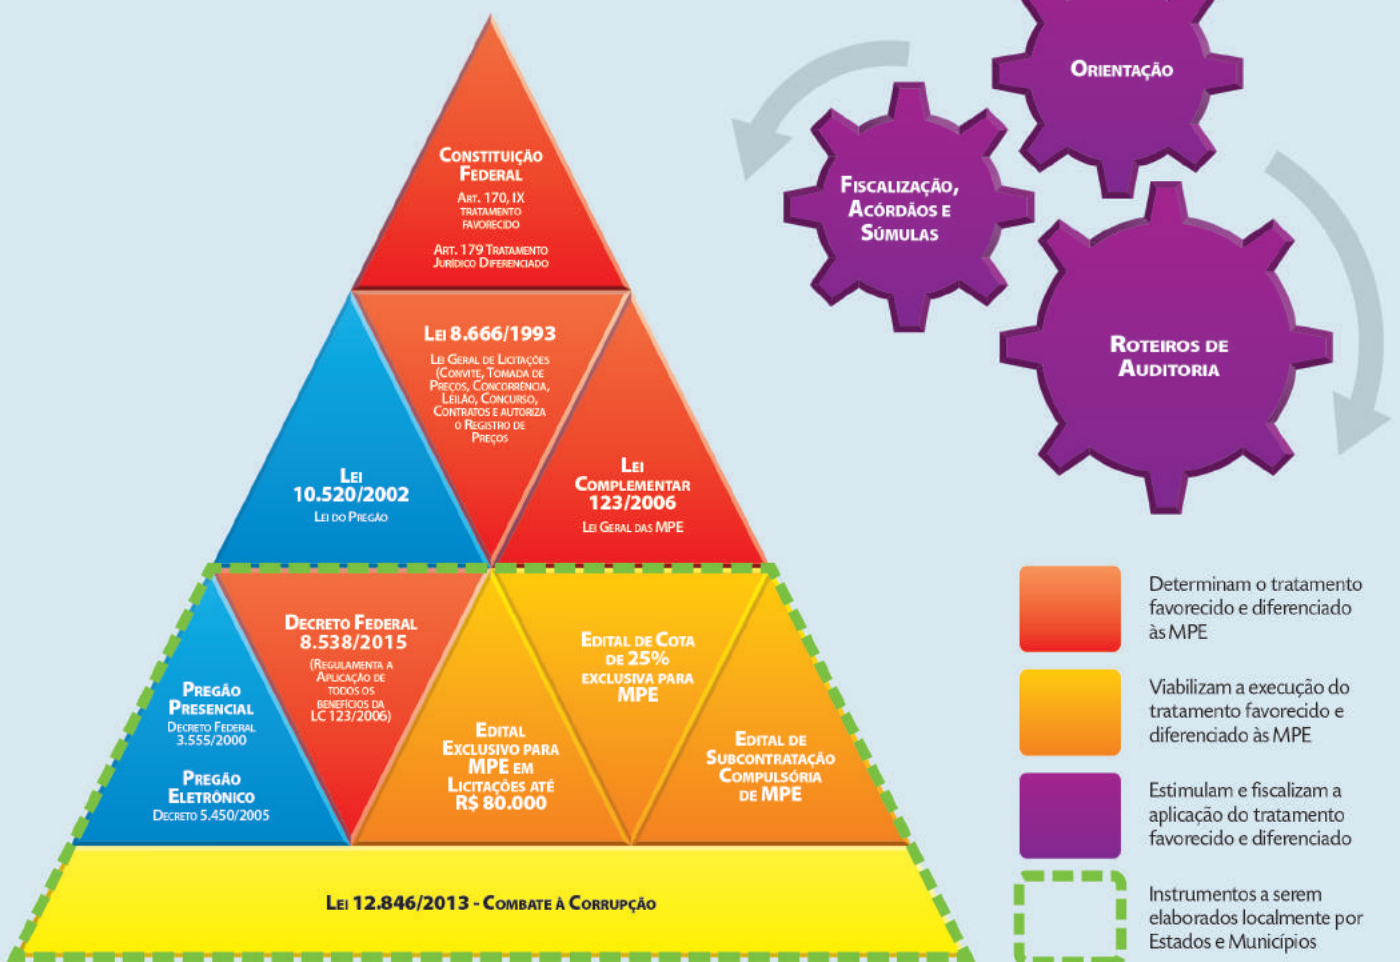 CONSTITUIÇÃO
FEDERAL
ART. 170, IX
TRATAMENTO
FAVORECIDO
ART. 179 TRATAMENTO
JURÍDICO DIFERENCIADO
LEI 8.666/1993
LEI GERAL DE LICITAÇÕES
(CONVITE, TOMADA DE
PREÇOS, CONCORRÊNCIA,
LEILÃO, CONCURSO,
CONTRATOS E AUTORIZA
O REGISTRO DE
PREÇOS
LEI
10.520/2002
LEI DO PREGÃO
LEI
COMPLEMENTAR
123/2006
LEI GERAL DAS MPE
PREGÃO
PRESENCIAL
DECRETO FEDERAL
3.555/2000
PREGÃO
ELETRÔNICO
DECRETO 5.450/2005
DECRETO FEDERAL
8.538/2015
(REGULAMENTA A
APLICAÇÃO DE
TODOS OS
BENEFÍCIOS DA
LC 123/2006)
EDITAL
EXCLUSIVO PARA
MPE EM
LICITAÇÕES ATÉ
R$ 80.000
EDITAL DE COTA
DE 25%
EXCLUSIVA PARA
MPE
EDITAL DE
SUBCONTRATAÇÃO
COMPULSÓRIA
DE MPE
LEI 12.846/2013 - COMBATE À CORRUPÇÃO
ORIENTAÇÃO
FISCALIZAÇÃO,
ACÓRDÃOS E
SÚMULAS
ROTEIROS DE
AUDITORIA
Determinam o tratamento
favorecido e diferenciado
às MPE
Viabilizam a execução do
tratamento favorecido e
diferenciado às MPE
Estimulam e fiscalizam a
aplicação do tratamento
favorecido e diferenciado
Instrumentos a serem
elaborados localmente por
Estados e Municípios